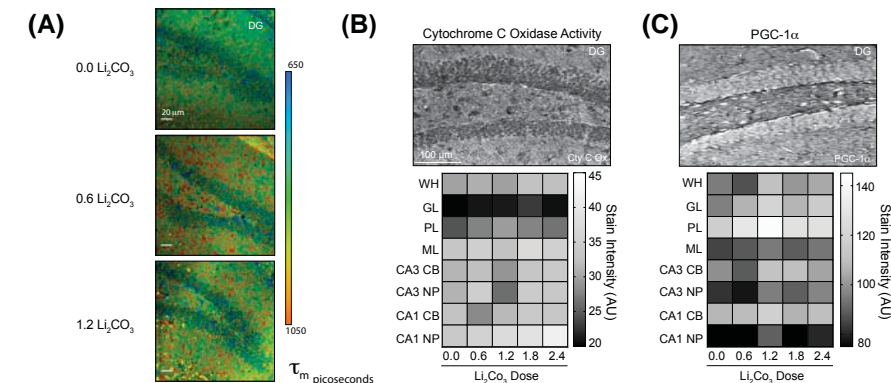 (A)
DG
0.0 Li2CO3
20 μm
0.6 Li2CO3
1.2 Li2CO3
650
1050
τm picoseconds
(B)
Cytochrome C Oxidase Activity
DG
100 μm
Cty C Ox
WH
GL
PL
ML
CA3 CB
CA3 NP
CA1 CB
CA1 NP
0.0 0.6 1.2 1.8 2.4
Li2Co3 Dose
45
40
35
30
25
20
Stain Intensity (AU)
(C)
PGC-1α
DG
PGC-1α
WH
GL
PL
ML
CA3 CB
CA3 NP
CA1 CB
CA1 NP
0.0 0.6 1.2 1.8 2.4
Li2Co3 Dose
140
120
100
80
Stain Intensity (AU)